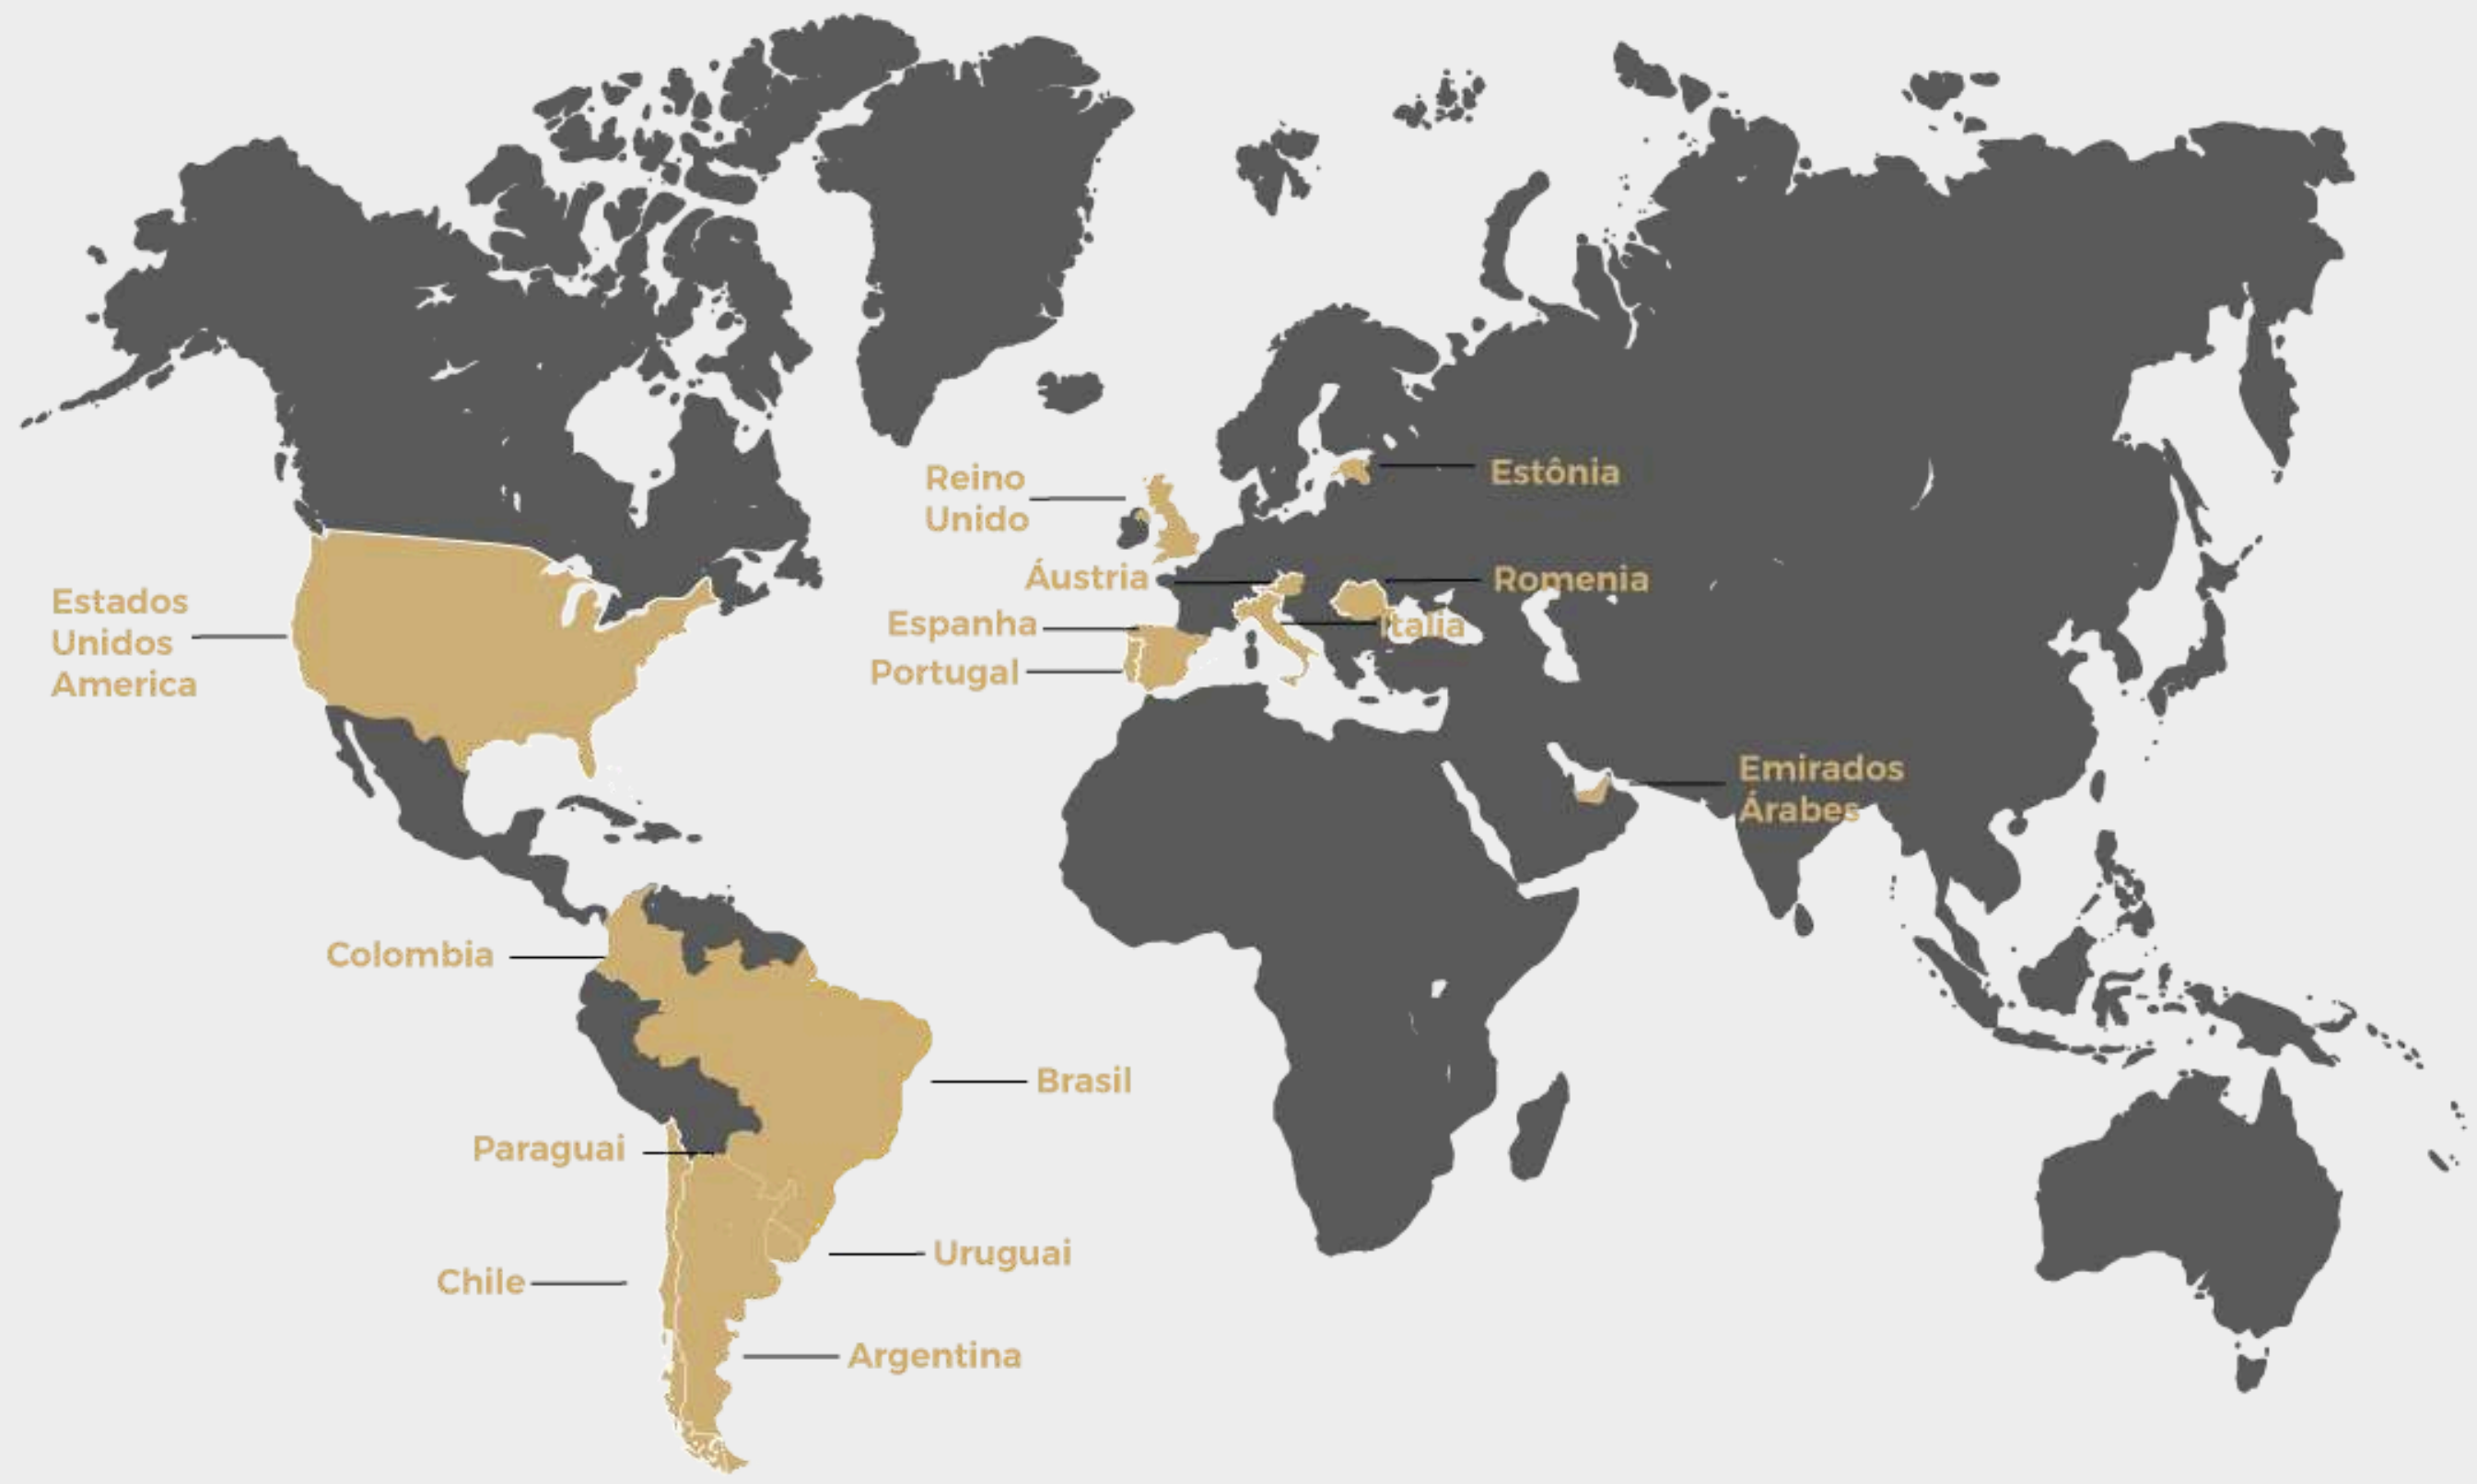 Reino
Unido
Estônia
Áustria
Romenia
Estados
Unidos
America
Espanha
Italia
Portugal
Emirados
Árabes
Colombia
Brasil
Paraguai
Uruguai
Chile
Argentina